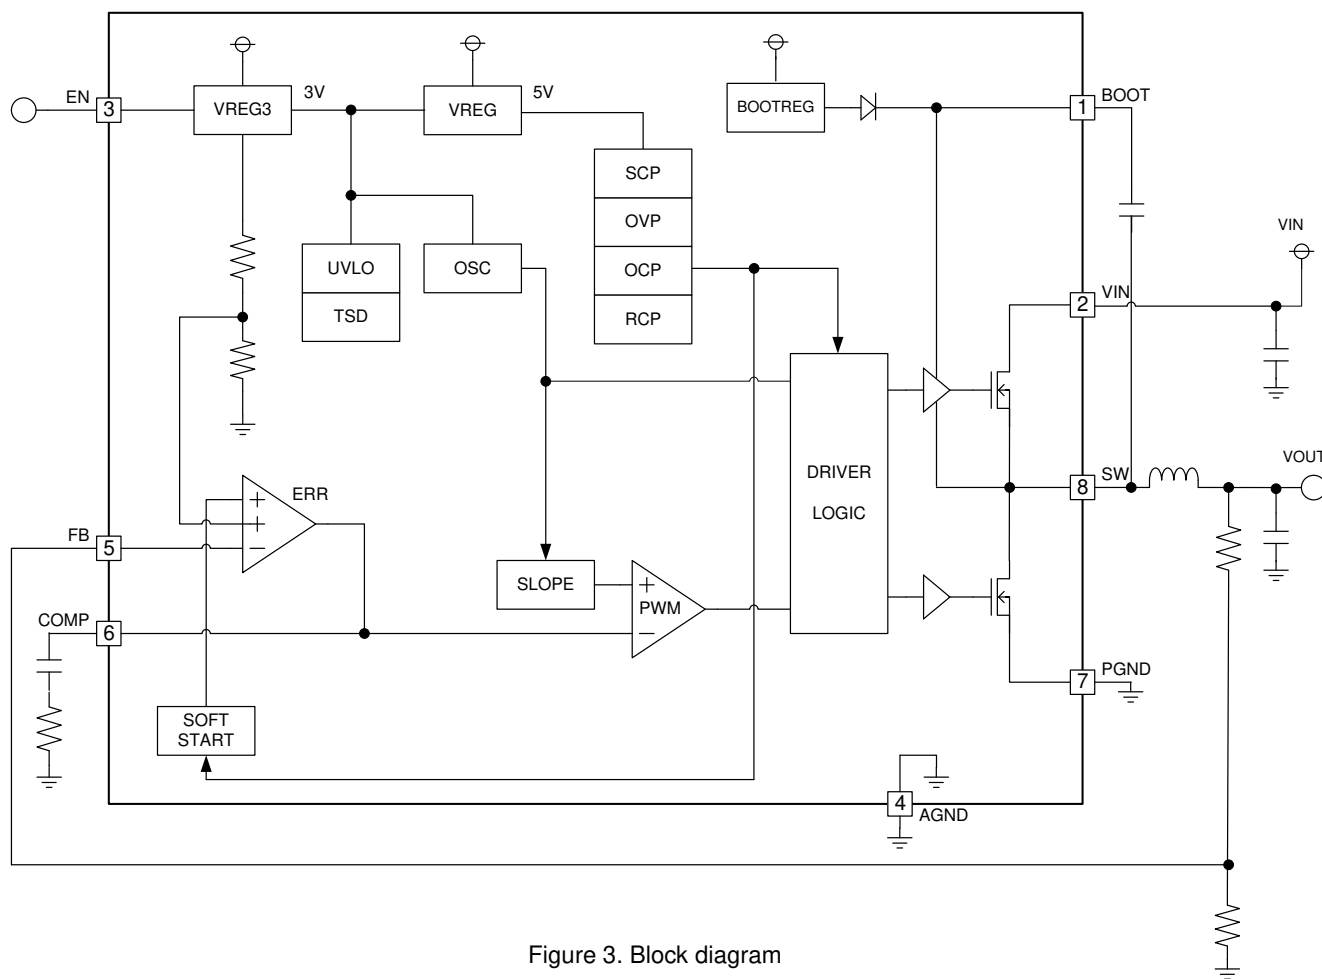 EN
3
VREG3
3V
VREG
5V
BOOTREG
1
BOOT
SCP
OVP
OCP
RCP
UVLO
TSD
OSC
VIN
2
VIN
DRIVER
LOGIC
8
SW
VOUT
ERR
+
+
−
FB
5
SLOPE
+
PWM
−
COMP
6
7
PGND
SOFT
START
4
AGND
Figure 3. Block diagram